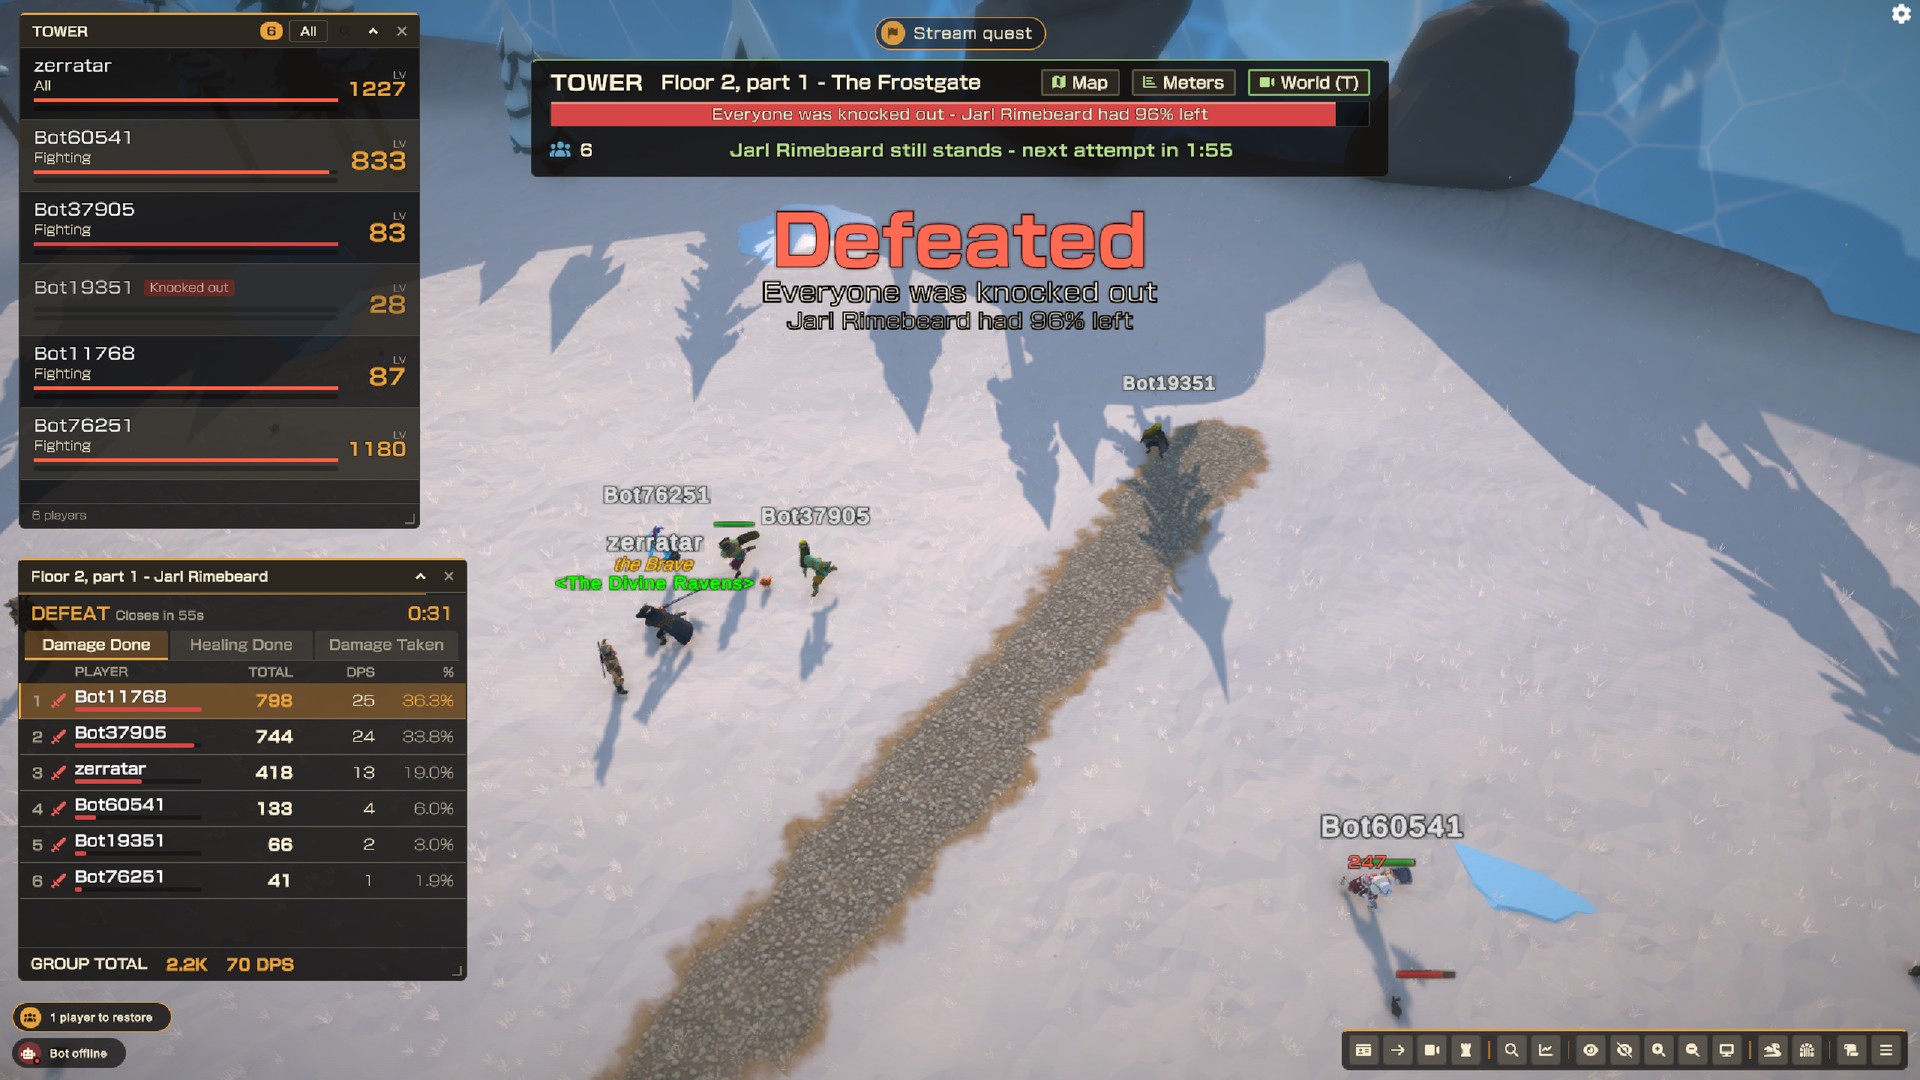 TOWER
6
All
zerratar
All
LV
1227
Bot60541
Fighting
LV
833
Bot37905
Fighting
LV
83
Bot19351 Knocked out
LV
28
Bot11768
Fighting
LV
87
Bot76251
Fighting
LV
1180
6 players
Stream quest
TOWER Floor 2, part 1 - The Frostgate
Map
Meters
World (T)
Everyone was knocked out - Jarl Rimebeard had 96% left
6
Jarl Rimebeard still stands - next attempt in 1:55
Defeated
Everyone was knocked out
Jarl Rimebeard had 96% left
Bot19351
Bot76251
Bot37905
zerratar
the Brave
<The Divine Ravens>
Bot60541
247
Floor 2, part 1 - Jarl Rimebeard
DEFEAT Closes in 55s 0:31
Damage Done Healing Done Damage Taken
PLAYER TOTAL DPS %
1 Bot11768 798 25 36.3%
2 Bot37905 744 24 33.8%
3 zerratar 418 13 19.0%
4 Bot60541 133 4 6.0%
5 Bot19351 66 2 3.0%
6 Bot76251 41 1 1.9%
GROUP TOTAL 2.2K 70 DPS
1 player to restore
Bot offline